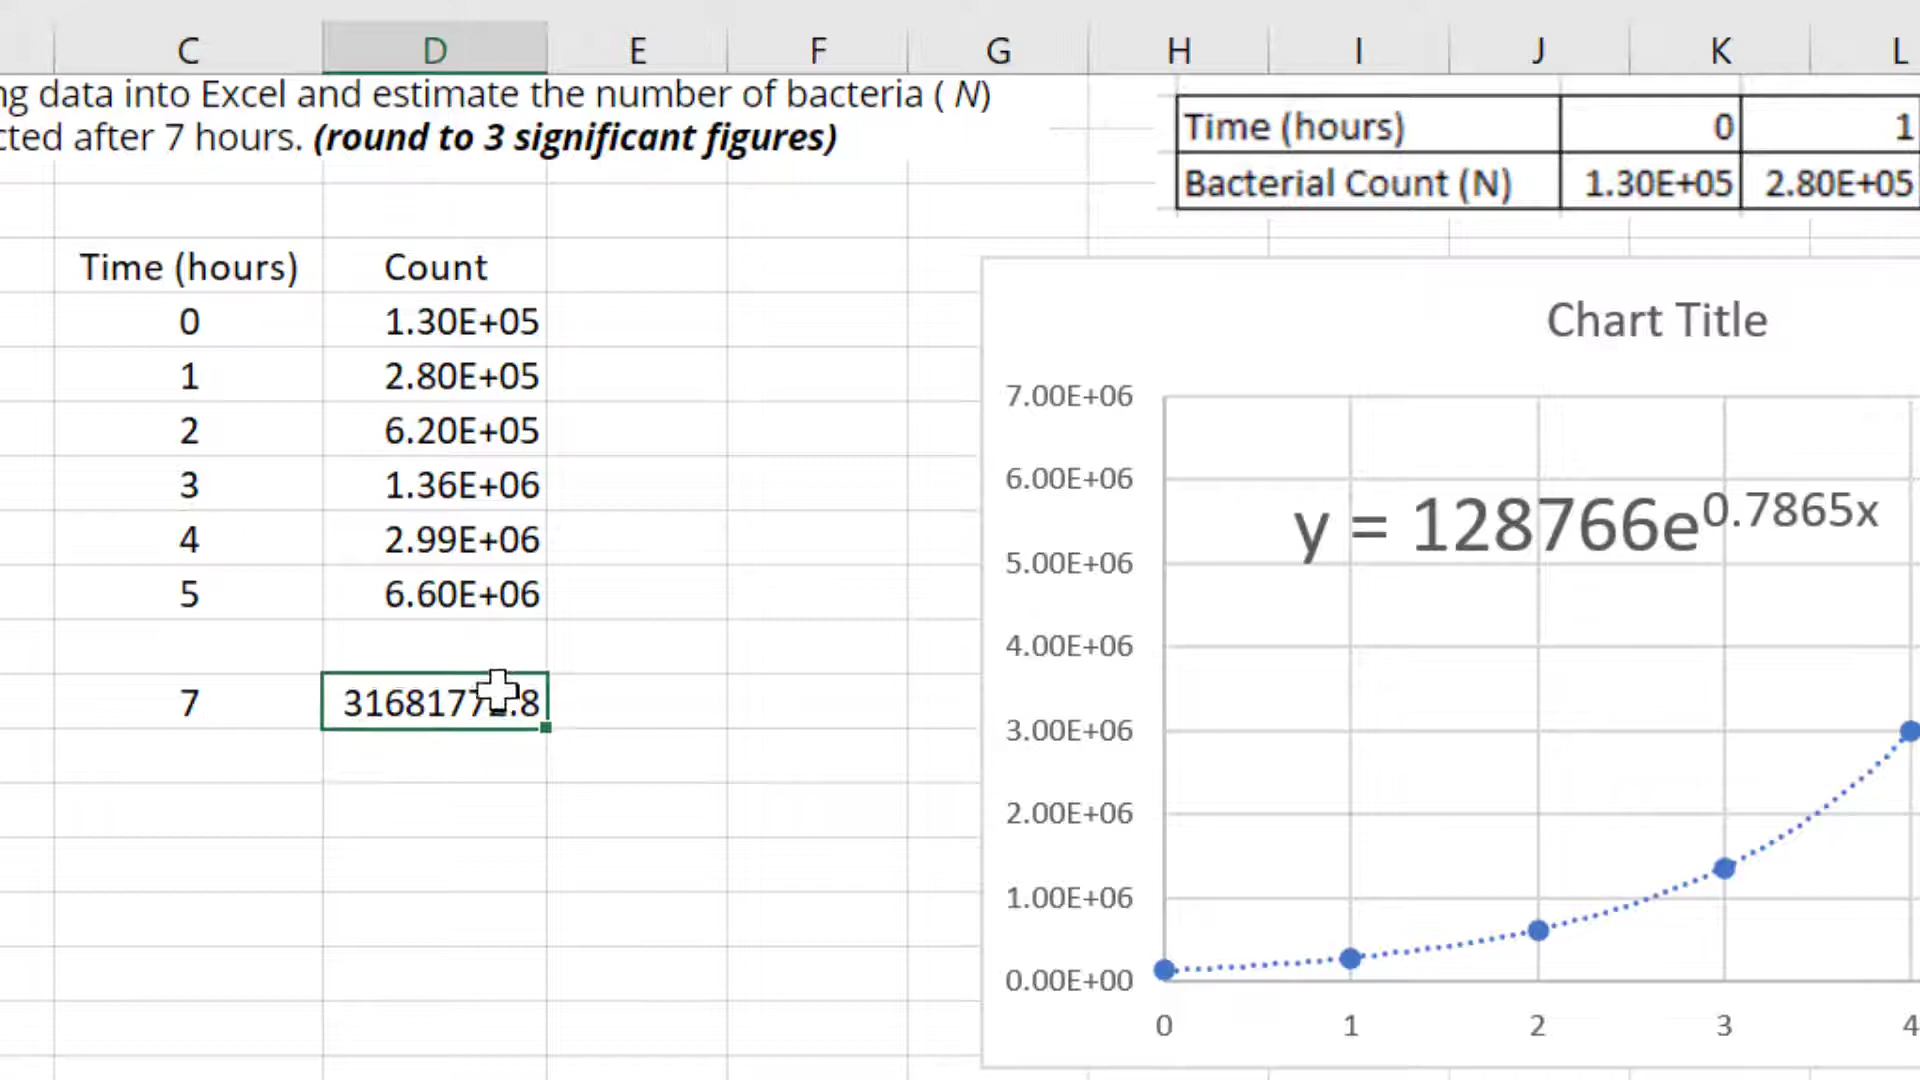 C D E F G H I J K L
ng data into Excel and estimate the number of bacteria ( N)
cted after 7 hours. (round to 3 significant figures)
Time (hours) 0 1
Bacterial Count (N) 1.30E+05 2.80E+05
Time (hours) Count
0 1.30E+05
1 2.80E+05
2 6.20E+05
3 1.36E+06
4 2.99E+06
5 6.60E+06
7
Chart Title
y = 128766e^0.7865x
7.00E+06
6.00E+06
5.00E+06
4.00E+06
3.00E+06
2.00E+06
1.00E+06
0.00E+00
0 1 2 3 4